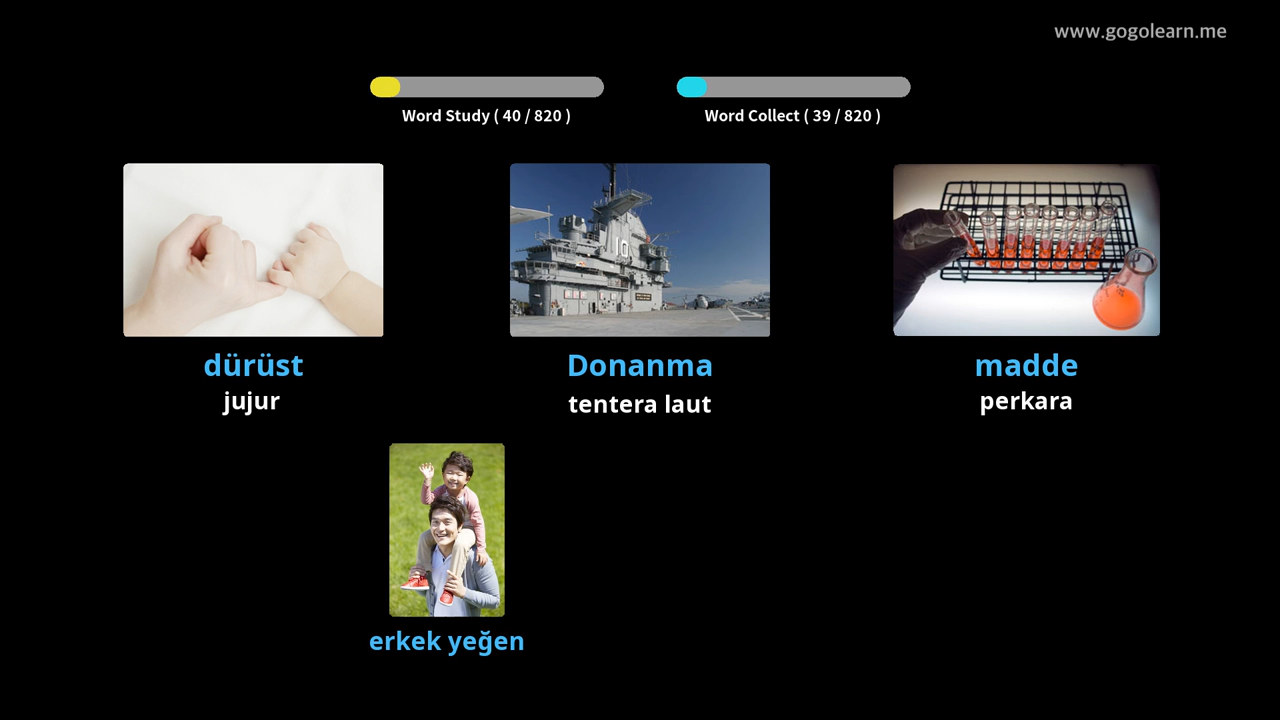 www.gogolearn.me
Word Study ( 40 / 820 )
Word Collect ( 39 / 820 )
dürüst
jujur
10
Donanma
tentera laut
madde
perkara
erkek yeğen